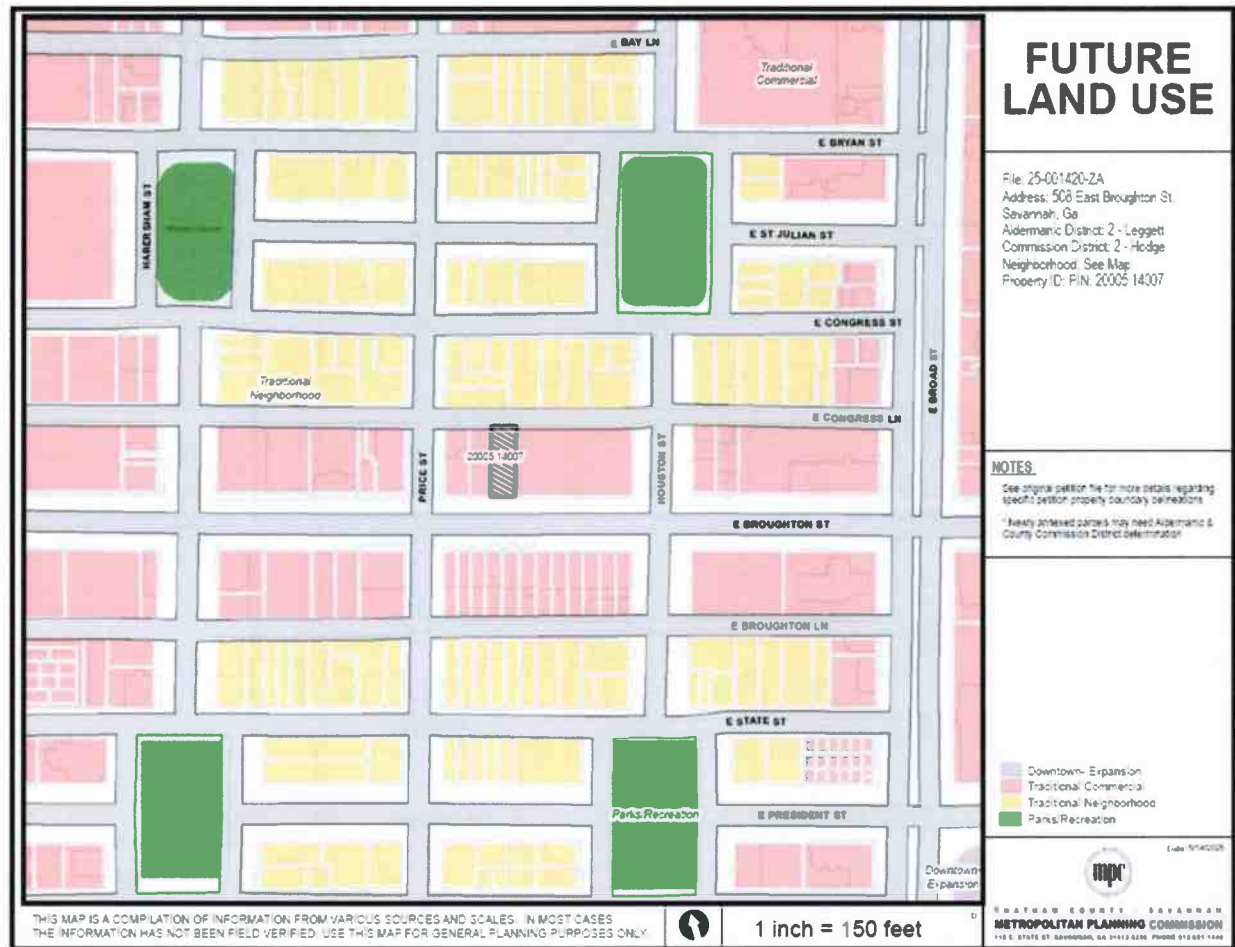 FUTURE
LAND USE
File: 25-001420-ZA
Address: 508 East Broughton St.
Savannah, Ga
Aldermanic District: 2 - Leggett
Commission District: 2 - Hodge
Neighborhood: See Map
Property ID: PIN: 20005 14007
NOTES
See original petition file for more details regarding
specific petition property boundary delineations
* Newly annexed parcels may need Aldermanic &
County Commission District determination
Downtown- Expansion
Traditional Commercial
Traditional Neighborhood
Parks/Recreation
mpc
CHATHAM COUNTY - SAVANNAH
METROPOLITAN PLANNING COMMISSION
E BAY LN
Traditional
Commercial
E BRYAN ST
HABERSHAM ST
E ST JULIAN ST
E CONGRESS ST
Traditional
Neighborhood
E BROAD ST
E CONGRESS LN
20005 14007
PRICE ST
HOUSTON ST
E BROUGHTON ST
E BROUGHTON LN
E STATE ST
Parks/Recreation
E PRESIDENT ST
Downtown-
Expansion
THIS MAP IS A COMPILATION OF INFORMATION FROM VARIOUS SOURCES AND SCALES. IN MOST CASES
THE INFORMATION HAS NOT BEEN FIELD VERIFIED. USE THIS MAP FOR GENERAL PLANNING PURPOSES ONLY.
1 inch = 150 feet